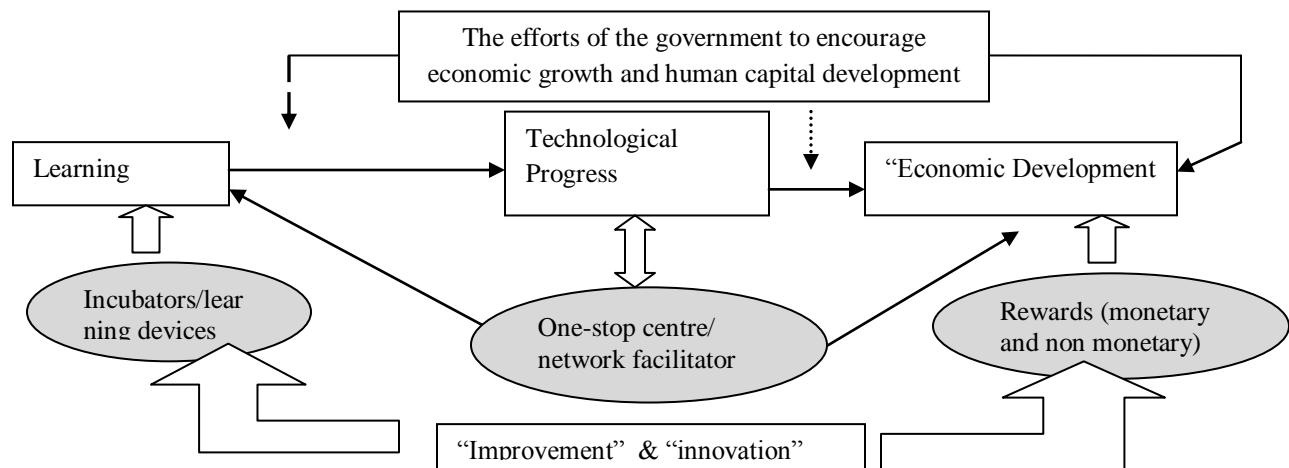 The efforts of the government to encourage
economic growth and human capital development
Technological
Progress
Learning
“Economic Development
Incubators/lear
ning devices
One-stop centre/
network facilitator
Rewards (monetary
and non monetary)
“Improvement” & “innovation”